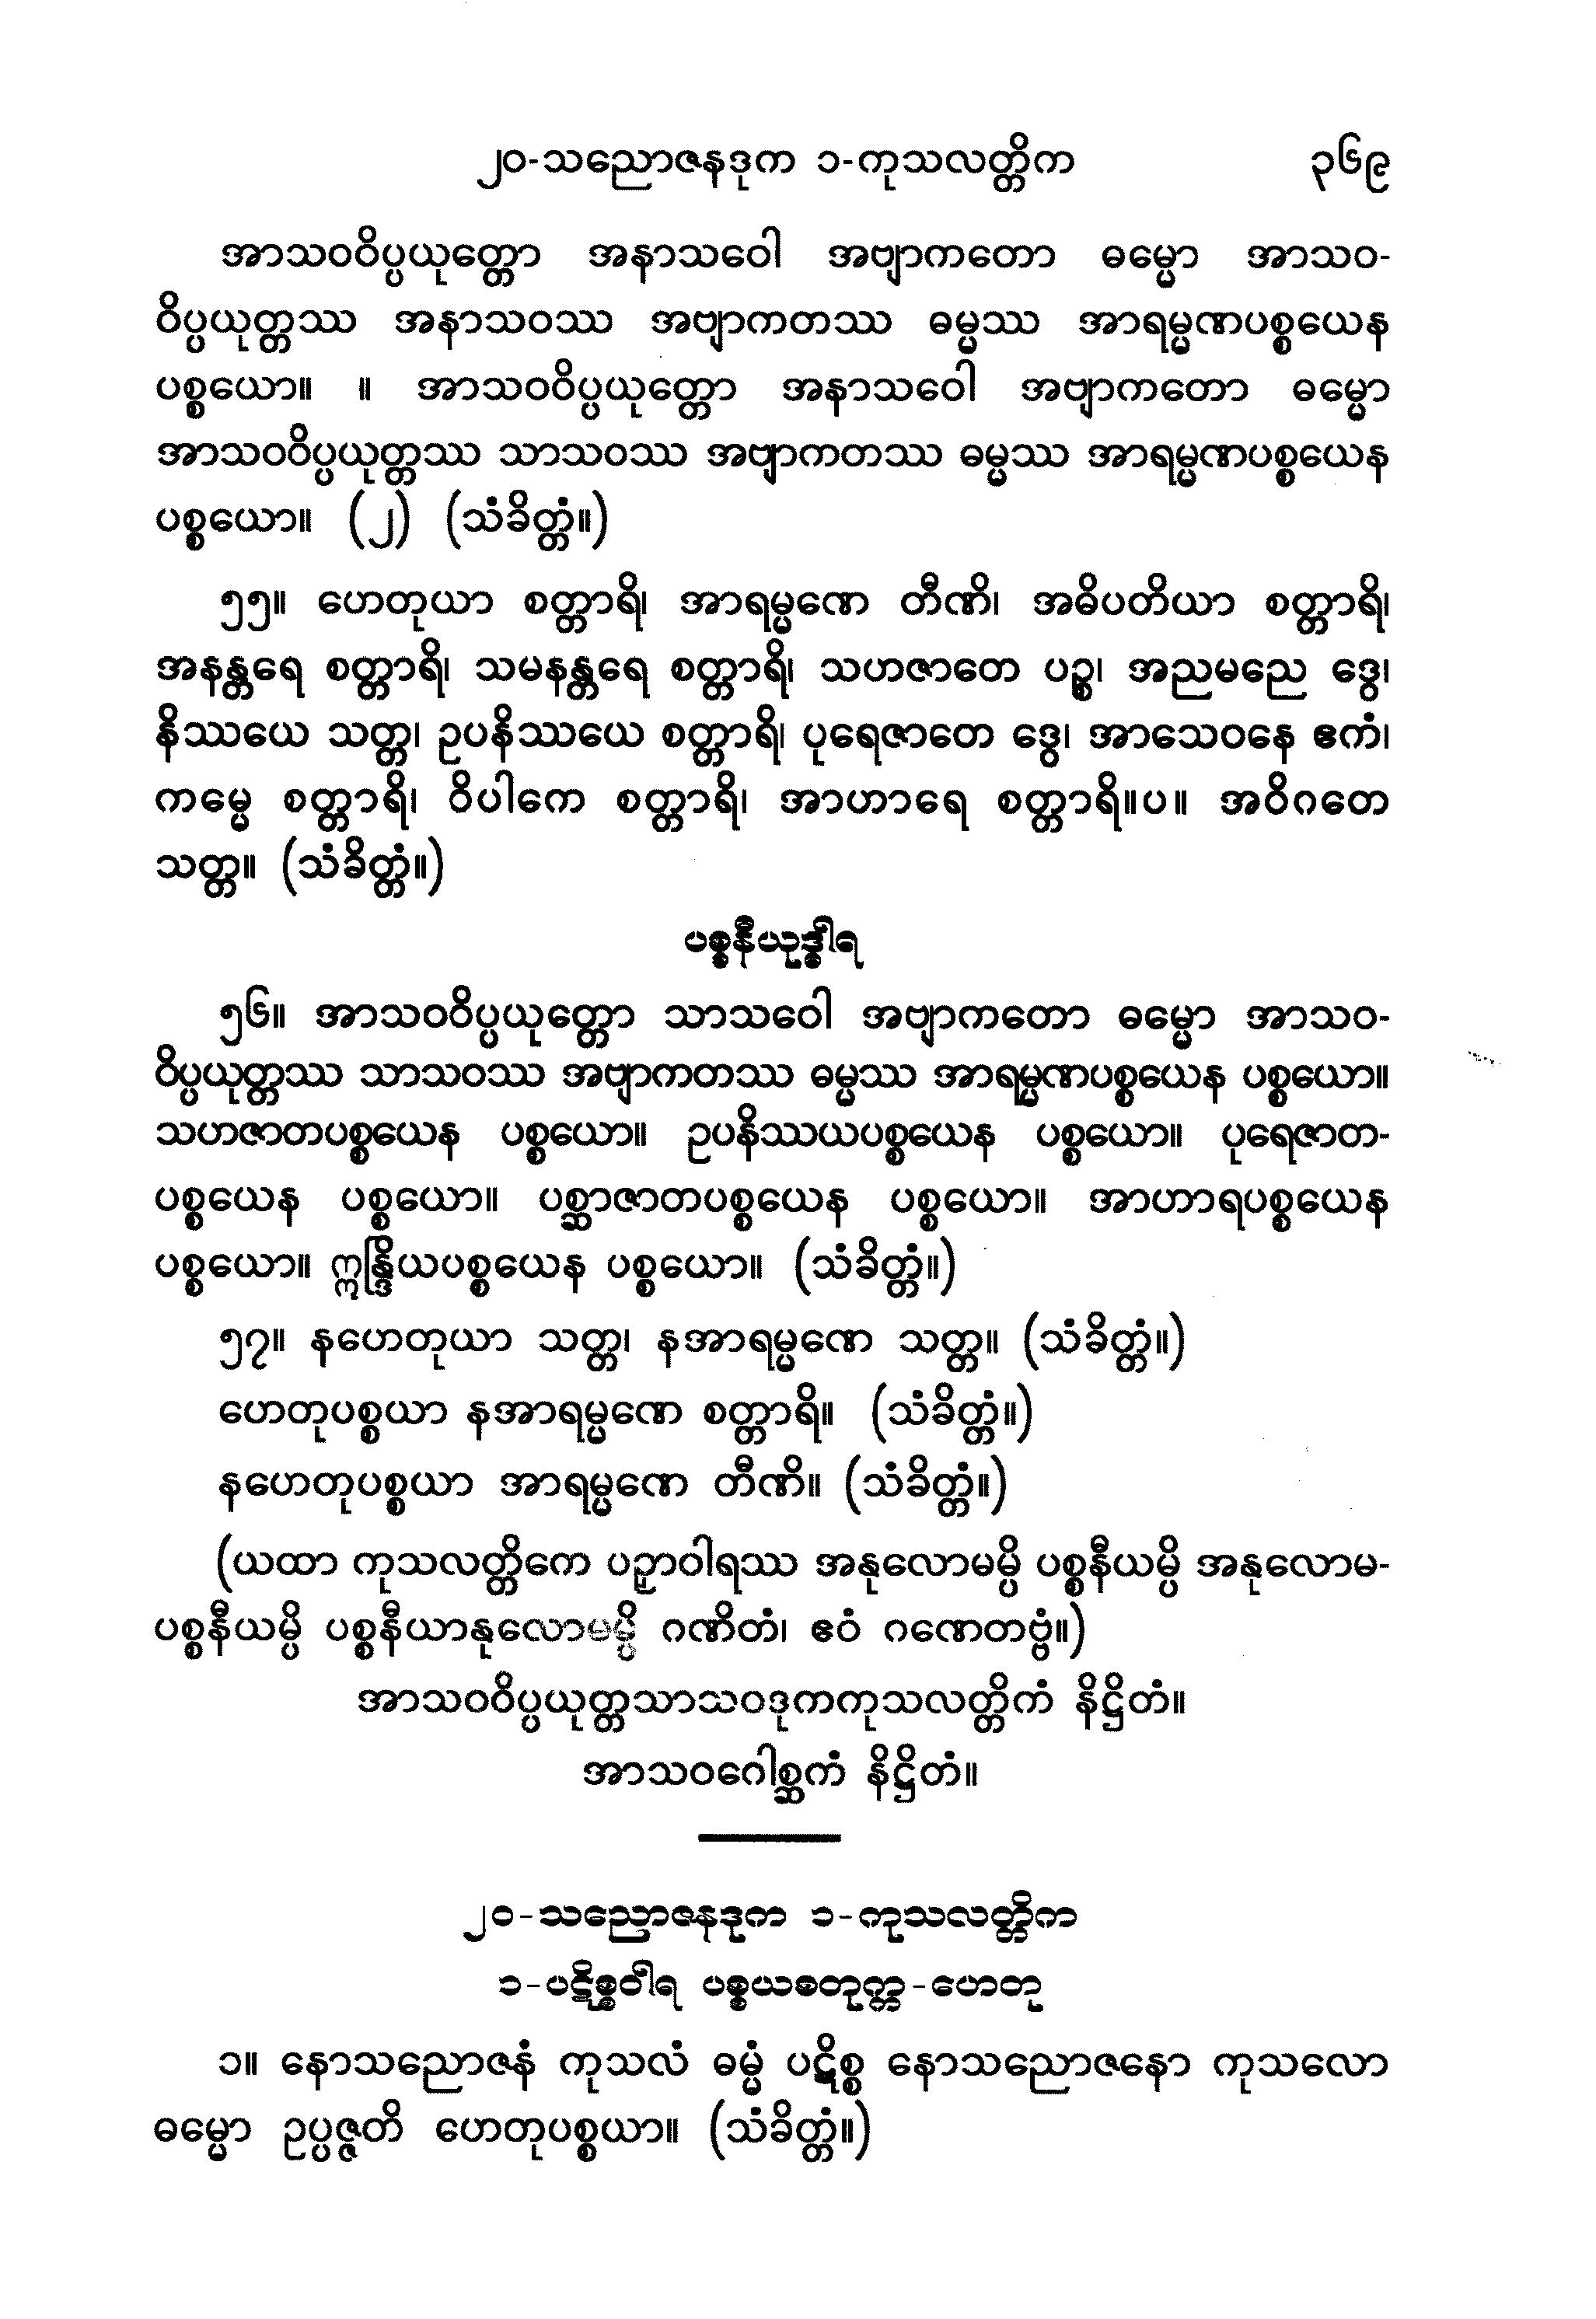 ၂၀-သညောဇနဒုက ၁-ကုသလတ္တိက ၃၆၉
အာသဝဝိပ္ပယုတ္တော အနာသဝေါ အဗျာကတော ဓမ္မော အာသဝ-
ဝိပ္ပယုတ္တဿ အနာသဝဿ အဗျာကတဿ ဓမ္မဿ အာရမ္မဏပစ္စယေန
ပစ္စယော။ ။ အာသဝဝိပ္ပယုတ္တော အနာသဝေါ အဗျာကတော ဓမ္မော
အာသဝဝိပ္ပယုတ္တဿ သာသဝဿ အဗျာကတဿ ဓမ္မဿ အာရမ္မဏပစ္စယေန
ပစ္စယော။ (၂) (သံခိတ္တံ။)
၅၅။ ဟေတုယာ စတ္တာရိ၊ အာရမ္မဏေ တီဏိ၊ အဓိပတိယာ စတ္တာရိ၊
အနန္တရေ စတ္တာရိ၊ သမနန္တရေ စတ္တာရိ၊ သဟဇာတေ ပဉ္စ၊ အညမညေ ဒွေ၊
နိဿယေ သတ္တ၊ ဥပနိဿယေ စတ္တာရိ၊ ပုရေဇာတေ ဒွေ၊ အာသေဝနေ ဧကံ၊
ကမ္မေ စတ္တာရိ၊ ဝိပါကေ စတ္တာရိ၊ အာဟာရေ စတ္တာရိ။ပ။ အဝိဂတေ
သတ္တ။ (သံခိတ္တံ။)
ပစ္စနီယုဒ္ဓါရ
၅၆။ အာသဝဝိပ္ပယုတ္တော သာသဝေါ အဗျာကတော ဓမ္မော အာသဝ-
ဝိပ္ပယုတ္တဿ သာသဝဿ အဗျာကတဿ ဓမ္မဿ အာရမ္မဏပစ္စယေန ပစ္စယော။
သဟဇာတပစ္စယေန ပစ္စယော။ ဥပနိဿယပစ္စယေန ပစ္စယော။ ပုရေဇာတ-
ပစ္စယေန ပစ္စယော။ ပစ္ဆာဇာတပစ္စယေန ပစ္စယော။ အာဟာရပစ္စယေန
ပစ္စယော။ ဣန္ဒြိယပစ္စယေန ပစ္စယော။ (သံခိတ္တံ။)
၅၇။ နဟေတုယာ သတ္တ၊ နအာရမ္မဏေ သတ္တ။ (သံခိတ္တံ။)
ဟေတုပစ္စယာ နအာရမ္မဏေ စတ္တာရိ။ (သံခိတ္တံ။)
နဟေတုပစ္စယာ အာရမ္မဏေ တီဏိ။ (သံခိတ္တံ။)
(ယထာ ကုသလတ္တိကေ ပဉှာဝါရဿ အနုလောမမ္ပိ ပစ္စနီယမ္ပိ အနုလောမ-
ပစ္စနီယမ္ပိ ပစ္စနီယာနုလောမမ္ပိ ဂဏိတံ၊ ဧဝံ ဂဏေတဗ္ဗံ။)
အာသဝဝိပ္ပယုတ္တသာသဝဒုကကုသလတ္တိကံ နိဋ္ဌိတံ။
အာသဝဂေါစ္ဆကံ နိဋ္ဌိတံ။
၂၀-သညောဇနဒုက ၁-ကုသလတ္တိက
၁-ပဋိစ္စဝါရ ပစ္စယစတုက္က-ဟေတု
၁။ နောသညောဇနံ ကုသလံ ဓမ္မံ ပဋိစ္စ နောသညောဇနော ကုသလော
ဓမ္မော ဥပ္ပဇ္ဇတိ ဟေတုပစ္စယာ။ (သံခိတ္တံ။)